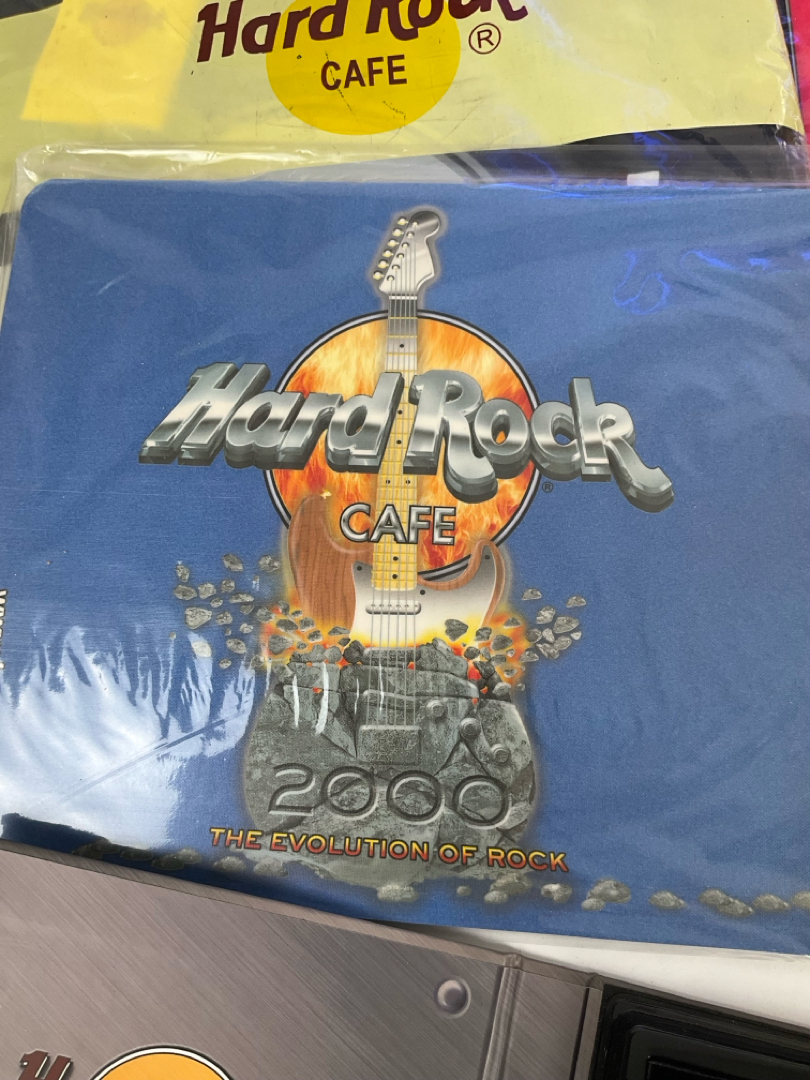 Hard Rock
CAFE
®
Hard Rock
®
CAFE
2000
THE EVOLUTION OF ROCK